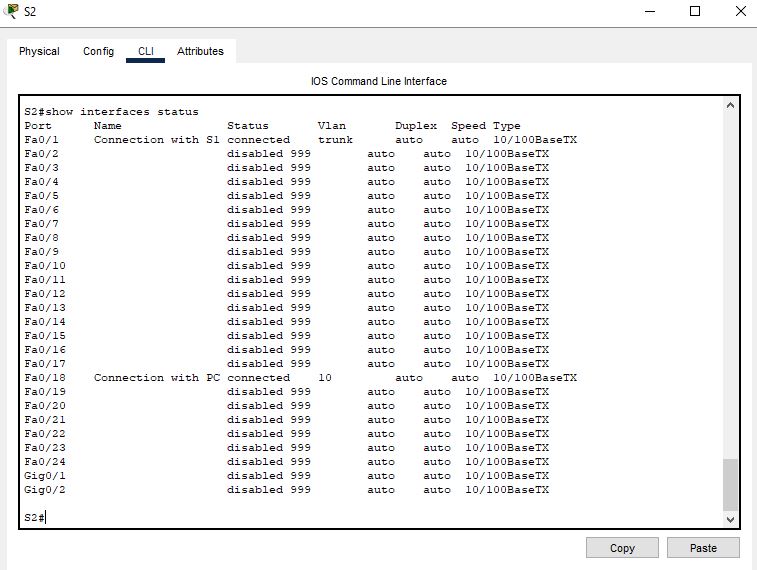 S2
Physical Config CLI Attributes
IOS Command Line Interface
S2#show interfaces status
Port Name Status Vlan Duplex Speed Type
Fa0/1 Connection with S1 connected trunk auto auto 10/100BaseTX
Fa0/2 disabled 999 auto auto 10/100BaseTX
Fa0/3 disabled 999 auto auto 10/100BaseTX
Fa0/4 disabled 999 auto auto 10/100BaseTX
Fa0/5 disabled 999 auto auto 10/100BaseTX
Fa0/6 disabled 999 auto auto 10/100BaseTX
Fa0/7 disabled 999 auto auto 10/100BaseTX
Fa0/8 disabled 999 auto auto 10/100BaseTX
Fa0/9 disabled 999 auto auto 10/100BaseTX
Fa0/10 disabled 999 auto auto 10/100BaseTX
Fa0/11 disabled 999 auto auto 10/100BaseTX
Fa0/12 disabled 999 auto auto 10/100BaseTX
Fa0/13 disabled 999 auto auto 10/100BaseTX
Fa0/14 disabled 999 auto auto 10/100BaseTX
Fa0/15 disabled 999 auto auto 10/100BaseTX
Fa0/16 disabled 999 auto auto 10/100BaseTX
Fa0/17 disabled 999 auto auto 10/100BaseTX
Fa0/18 Connection with PC connected 10 auto auto 10/100BaseTX
Fa0/19 disabled 999 auto auto 10/100BaseTX
Fa0/20 disabled 999 auto auto 10/100BaseTX
Fa0/21 disabled 999 auto auto 10/100BaseTX
Fa0/22 disabled 999 auto auto 10/100BaseTX
Fa0/23 disabled 999 auto auto 10/100BaseTX
Fa0/24 disabled 999 auto auto 10/100BaseTX
Gig0/1 disabled 999 auto auto 10/100BaseTX
Gig0/2 disabled 999 auto auto 10/100BaseTX
S2#
Copy Paste